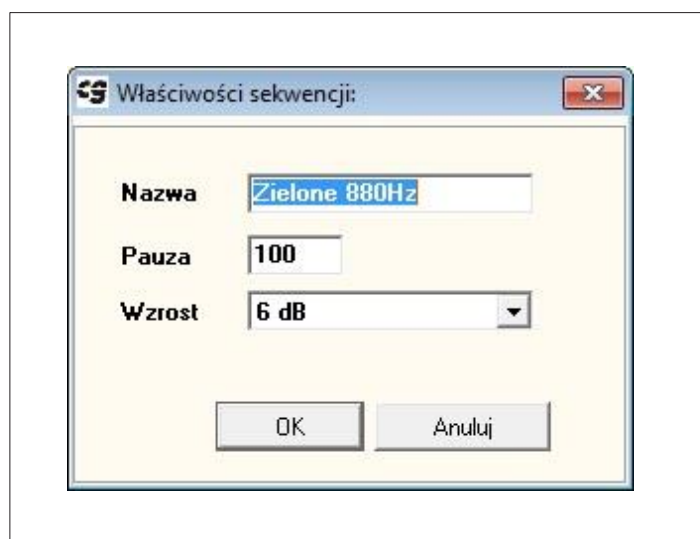 Właściwości sekwencji:
Nazwa Zielone 880Hz
Pauza 100
Wzrost 6 dB
OK Anuluj